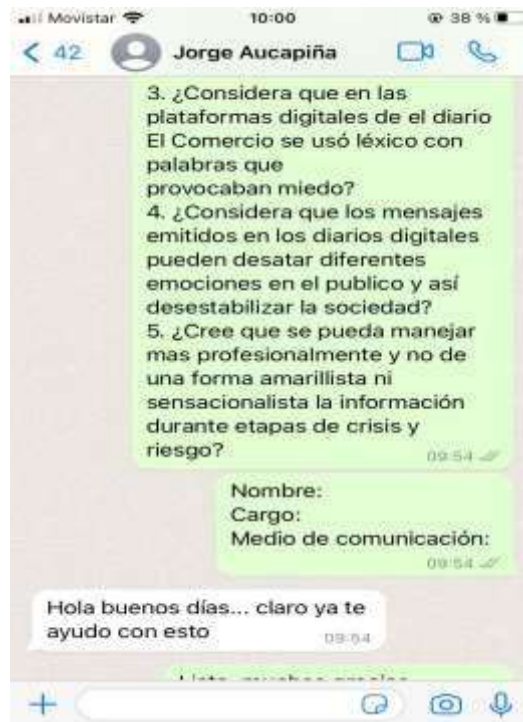 Movistar 10:00 38 %
42 Jorge Aucapiña
3. ¿Considera que en las
plataformas digitales de el diario
El Comercio se usó léxico con
palabras que
provocaban miedo?
4. ¿Considera que los mensajes
emitidos en los diarios digitales
pueden desatar diferentes
emociones en el publico y así
desestabilizar la sociedad?
5. ¿Cree que se pueda manejar
mas profesionalmente y no de
una forma amarillista ni
sensacionalista la información
durante etapas de crisis y
riesgo?
09:54
Nombre:
Cargo:
Medio de comunicación:
09:54
Hola buenos días... claro ya te
ayudo con esto
09:54